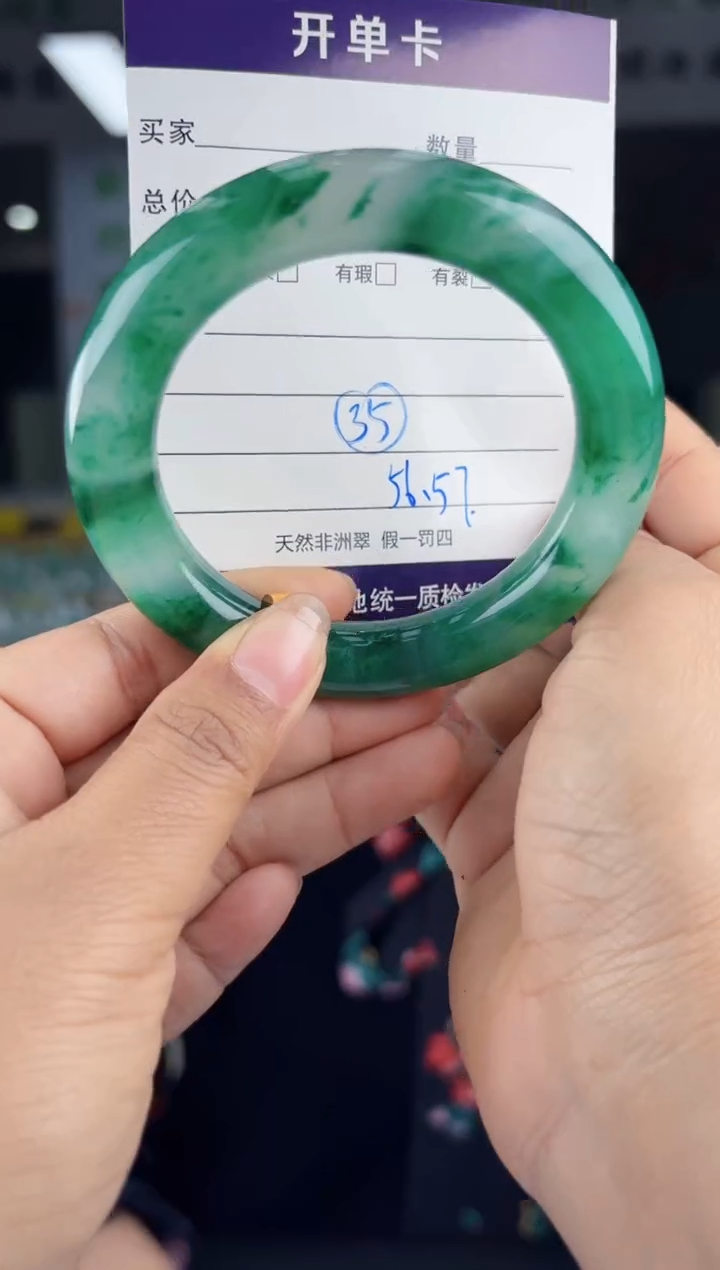 开单卡
买家 数量
总价
有瑕 有裂
35
56.57.
天然非洲翠 假一罚四
统一质检发